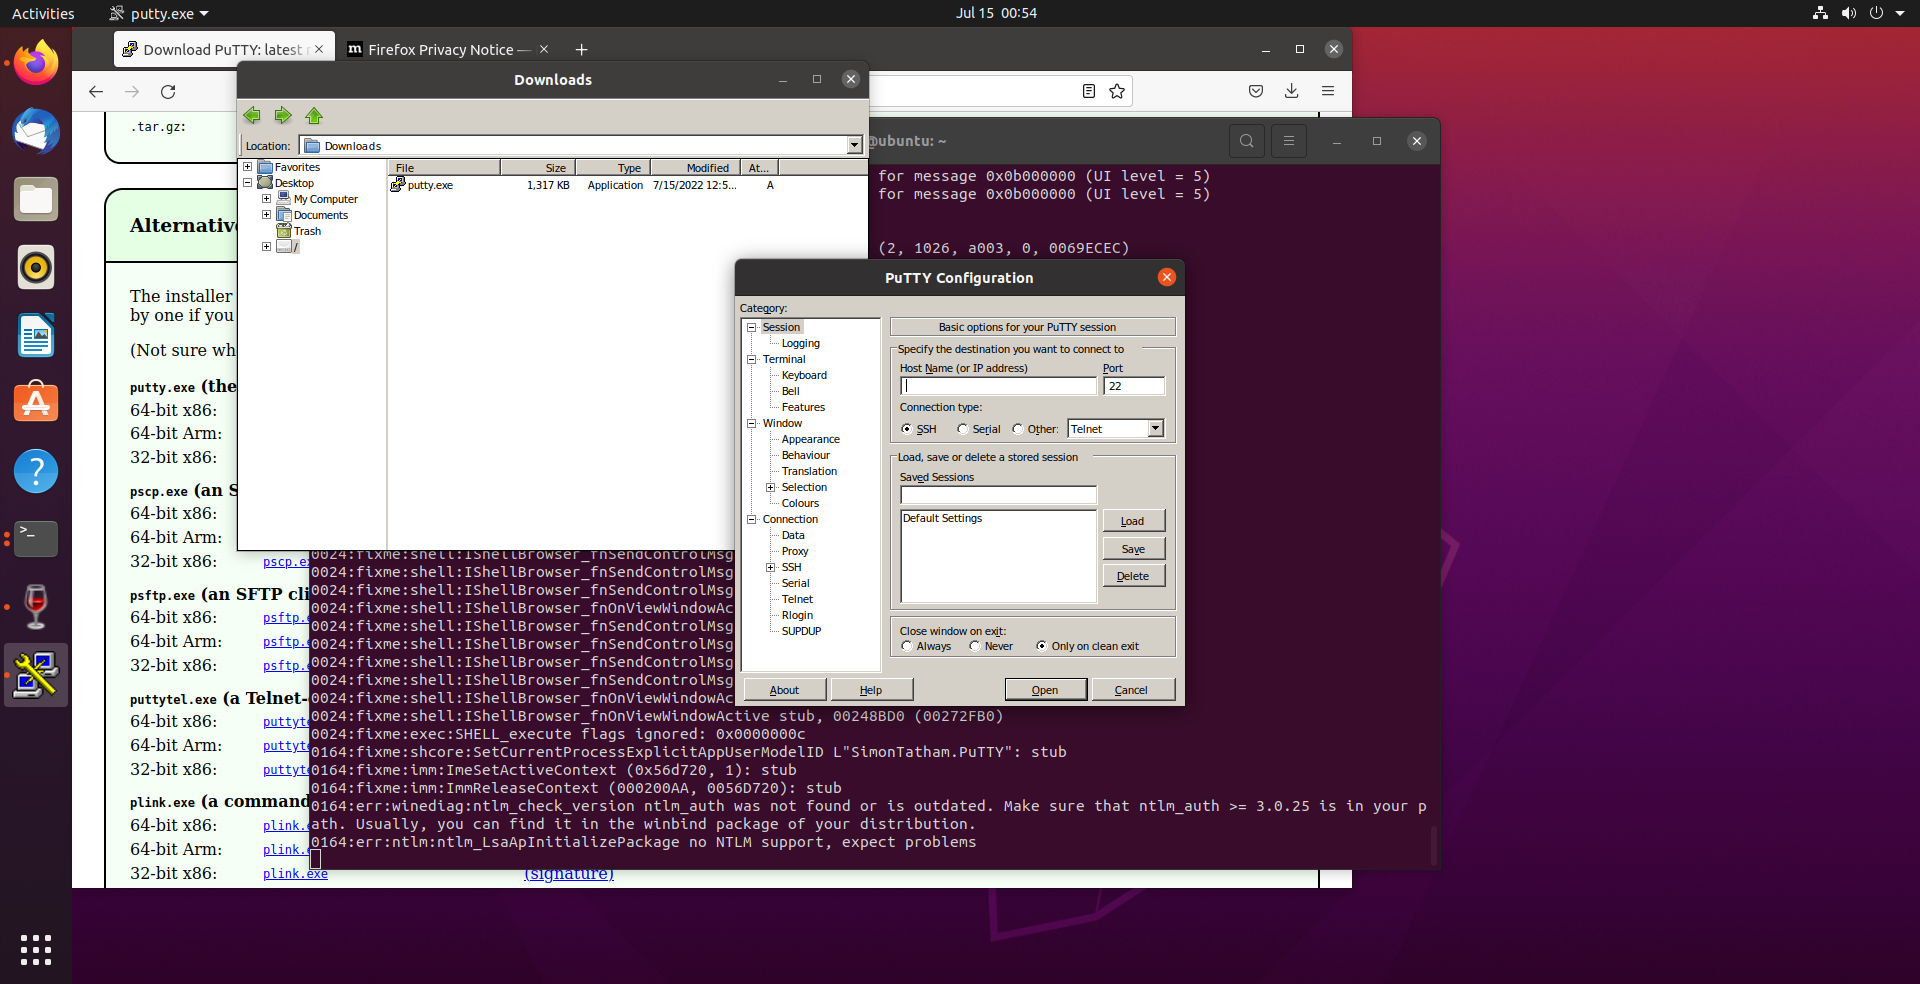 Activities
putty.exe
Jul 15 00:54
Download PuTTY: latest
Firefox Privacy Notice —
.tar.gz:
Alternativ
The installer
by one if you
(Not sure wh
putty.exe (the
64-bit x86:
64-bit Arm:
32-bit x86:
pscp.exe (an S
64-bit x86:
64-bit Arm:
32-bit x86: pscp.e
psftp.exe (an SFTP cli
64-bit x86: psftp.
64-bit Arm: psftp.
32-bit x86: psftp.
puttytel.exe (a Telnet-
64-bit x86: puttyt
64-bit Arm: puttyt
32-bit x86: puttyt
plink.exe (a command
64-bit x86: plink.
64-bit Arm: plink.
32-bit x86: plink.exe (signature)
Downloads
Location: Downloads
Favorites
Desktop
My Computer
Documents
Trash
/
File Size Type Modified At...
putty.exe 1,317 KB Application 7/15/2022 12:5... A
@ubuntu: ~
for message 0x0b000000 (UI level = 5)
for message 0x0b000000 (UI level = 5)
(2, 1026, a003, 0, 0069ECEC)
0024:fixme:shell:IShellBrowser_fnSendControlMsg
0024:fixme:shell:IShellBrowser_fnSendControlMsg
0024:fixme:shell:IShellBrowser_fnSendControlMsg
0024:fixme:shell:IShellBrowser_fnOnViewWindowAc
0024:fixme:shell:IShellBrowser_fnSendControlMsg
0024:fixme:shell:IShellBrowser_fnSendControlMsg
0024:fixme:shell:IShellBrowser_fnSendControlMsg
0024:fixme:shell:IShellBrowser_fnSendControlMsg
0024:fixme:shell:IShellBrowser_fnOnViewWindowAc
0024:fixme:shell:IShellBrowser_fnOnViewWindowActive stub, 00248BD0 (00272FB0)
0024:fixme:exec:SHELL_execute flags ignored: 0x0000000c
0164:fixme:shcore:SetCurrentProcessExplicitAppUserModelID L"SimonTatham.PuTTY": stub
0164:fixme:imm:ImeSetActiveContext (0x56d720, 1): stub
0164:fixme:imm:ImmReleaseContext (000200AA, 0056D720): stub
0164:err:winediag:ntlm_check_version ntlm_auth was not found or is outdated. Make sure that ntlm_auth >= 3.0.25 is in your p
ath. Usually, you can find it in the winbind package of your distribution.
0164:err:ntlm:ntlm_LsaApInitializePackage no NTLM support, expect problems
PuTTY Configuration
Category:
Session
Logging
Terminal
Keyboard
Bell
Features
Window
Appearance
Behaviour
Translation
Selection
Colours
Connection
Data
Proxy
SSH
Serial
Telnet
Rlogin
SUPDUP
Basic options for your PuTTY session
Specify the destination you want to connect to
Host Name (or IP address) Port
22
Connection type:
SSH Serial Other: Telnet
Load, save or delete a stored session
Saved Sessions
Default Settings
Load
Save
Delete
Close window on exit:
Always Never Only on clean exit
About Help Open Cancel